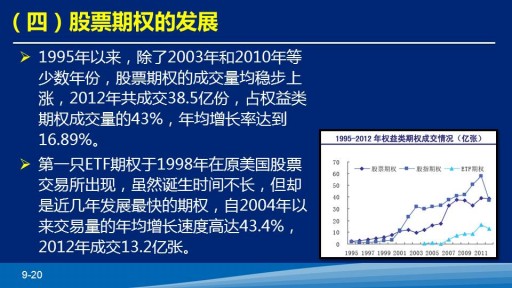 （四）股票期权的发展
1995年以来，除了2003年和2010年等
少数年份，股票期权的成交量均稳步上
涨，2012年共成交38.5亿份，占权益类
期权成交量的43%，年均增长率达到
16.89%。
第一只ETF期权于1998年在原美国股票
交易所出现，虽然诞生时间不长，但却
是近几年发展最快的期权，自2004年以
来交易量的年均增长速度高达43.4%，
2012年成交13.2亿张。
1995-2012 年权益类期权成交情况（亿张）
股票期权 股指期权 ETF期权
70
60
50
40
30
20
10
0
1995 1997 1999 2001 2003 2005 2007 2009 2011
9-20